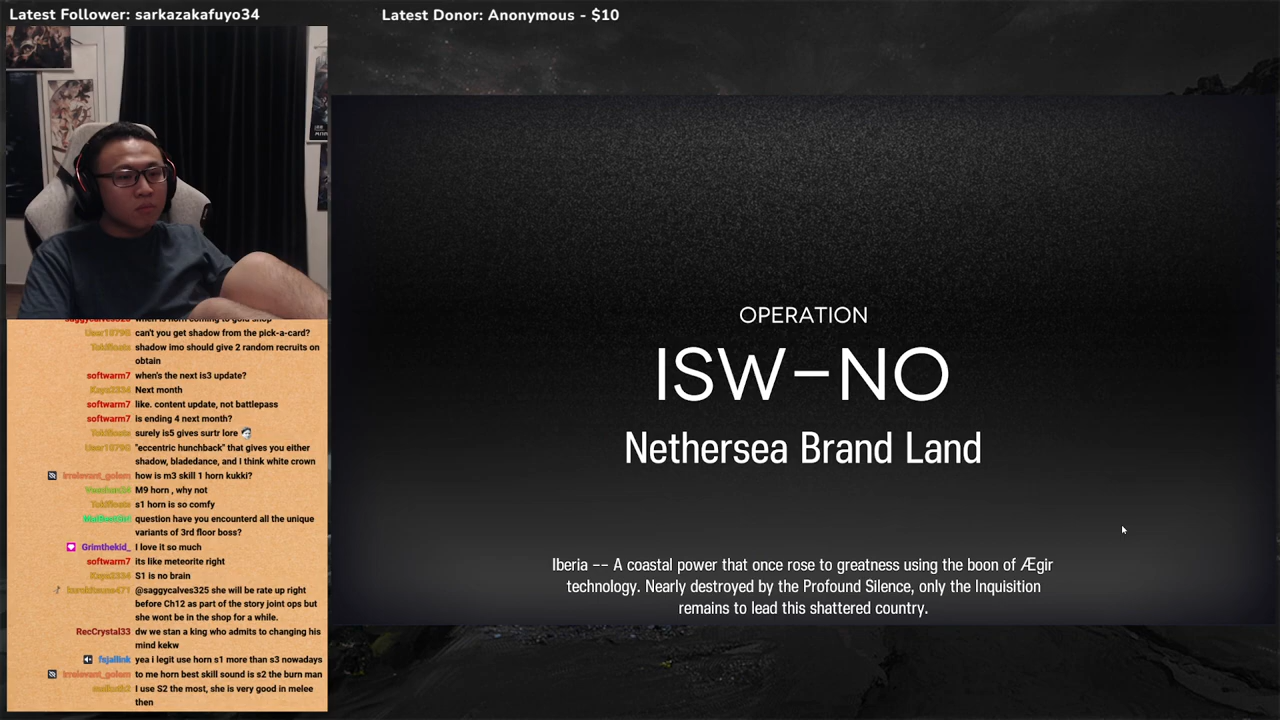 Latest Follower: sarkazakafuyo34
Latest Donor: Anonymous - $10
OPERATION
ISW-NO
Nethersea Brand Land
Iberia -- A coastal power that once rose to greatness using the boon of Ægir
technology. Nearly destroyed by the Profound Silence, only the Inquisition
remains to lead this shattered country.
can't you get shadow from the pick-a-card?
shadow imo should give 2 random recruits on
obtain
softwarm7 when's the next is3 update?
Next month
softwarm7 like. content update, not battlepass
softwarm7 is ending 4 next month?
surely is5 gives surtr lore
"eccentric hunchback" that gives you either
shadow, bladedance, and I think white crown
irrelevant_golem how is m3 skill 1 horn kukki?
M9 horn , why not
s1 horn is so comfy
question have you encounterd all the unique
variants of 3rd floor boss?
Grimthekid_ I love it so much
softwarm7 its like meteorite right
S1 is no brain
@saggycalves325 she will be rate up right
before Ch12 as part of the story joint ops but
she wont be in the shop for a while.
RecCrystal33 dw we stan a king who admits to changing his
mind kekw
fsjallink yea i legit use horn s1 more than s3 nowadays
irrelevant_golem to me horn best skill sound is s2 the burn man
I use S2 the most, she is very good in melee
then